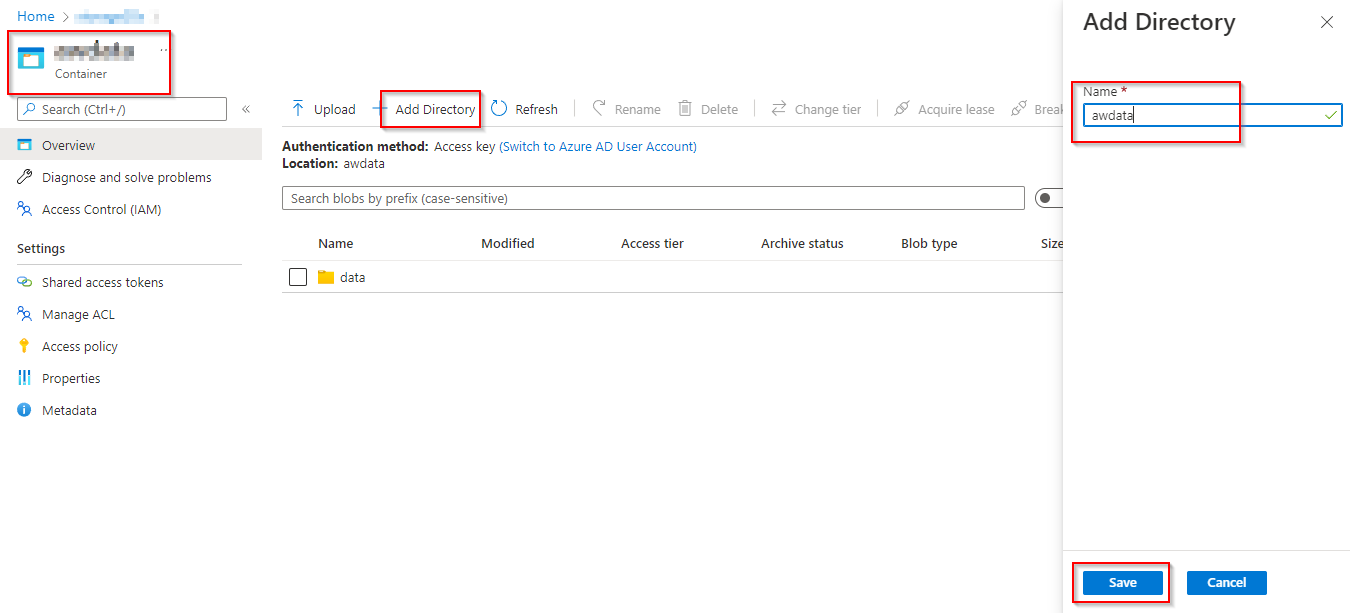 Home >
Container
Search (Ctrl+/)
«
Overview
Diagnose and solve problems
Access Control (IAM)
Settings
Shared access tokens
Manage ACL
Access policy
Properties
Metadata
Upload + Add Directory Refresh Rename Delete Change tier Acquire lease Break
Authentication method: Access key (Switch to Azure AD User Account)
Location: awdata
Search blobs by prefix (case-sensitive)
Name Modified Access tier Archive status Blob type Size
data
Add Directory
Name *
awdata
Save Cancel